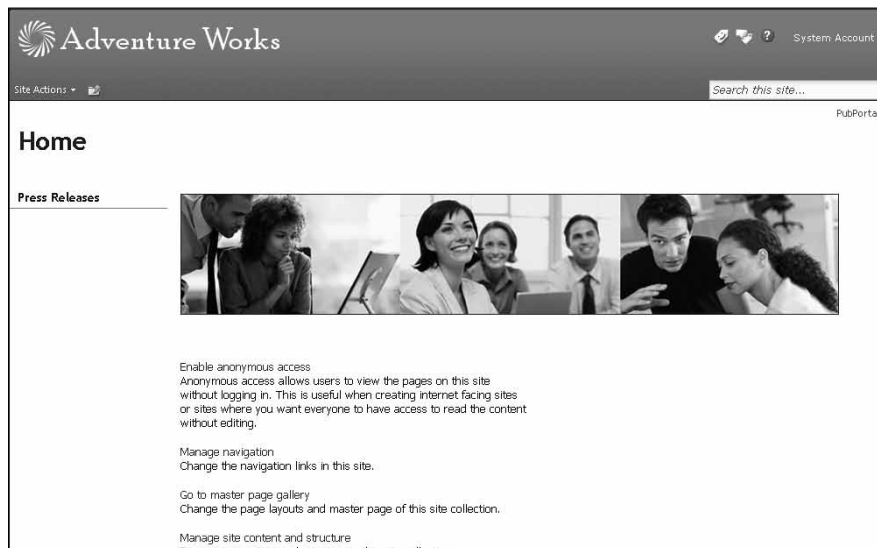 Adventure Works
System Account
Site Actions
Search this site...
PubPorta
Home
Press Releases
Enable anonymous access
Anonymous access allows users to view the pages on this site
without logging in. This is useful when creating internet facing sites
or sites where you want everyone to have access to read the content
without editing.
Manage navigation
Change the navigation links in this site.
Go to master page gallery
Change the page layouts and master page of this site collection.
Manage site content and structure